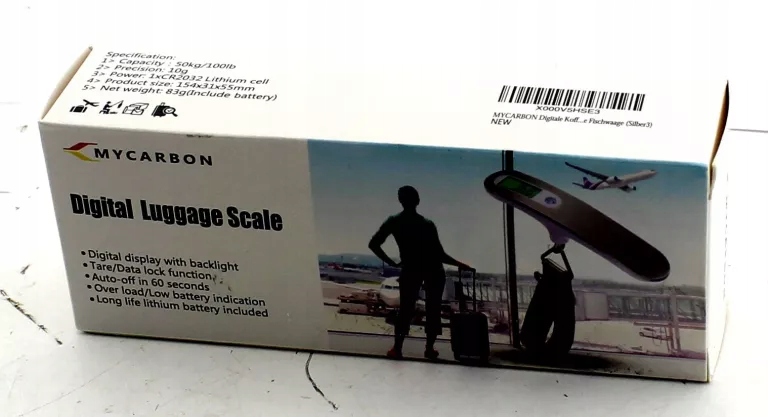 Specification:
1> Capacity : 50kg/100lb
2> Precision: 10g
3> Power: 1xCR2032 Lithium cell
4> Product size: 154x31x55mm
5> Net weight: 83g(Include battery)
X000V5HSE3
MYCARBON Digitale Koff...e Fischwaage (Silber3)
NEW
MYCARBON
Digital Luggage Scale
•Digital display with backlight
•Tare/Data lock function
•Auto-off in 60 seconds
•Over load/Low battery indication
•Long life lithium battery included